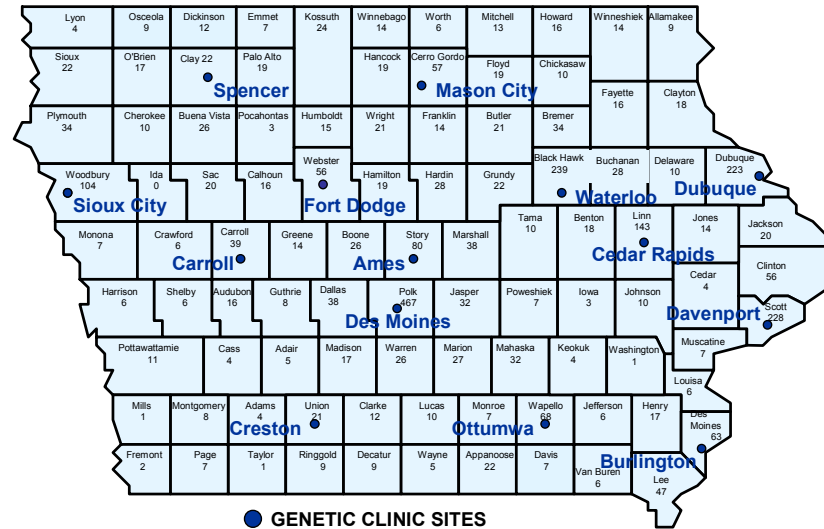 Lyon
4
Osceola
9
Dickinson
12
Emmet
7
Kossuth
24
Winnebago
14
Worth
6
Mitchell
13
Howard
16
Winneshiek
14
Allamakee
9
Sioux
22
O'Brien
17
Clay 22
Palo Alto
19
Hancock
19
Cerro Gordo
57
Floyd
19
Chickasaw
10
Spencer
Mason City
Fayette
16
Clayton
18
Plymouth
34
Cherokee
10
Buena Vista
26
Pocahontas
3
Humboldt
15
Wright
21
Franklin
14
Butler
21
Bremer
34
Woodbury
104
Ida
0
Sac
20
Calhoun
16
Webster
56
Hamilton
19
Hardin
28
Grundy
22
Black Hawk
239
Buchanan
28
Delaware
10
Dubuque
223
Sioux City
Fort Dodge
Waterloo
Dubuque
Monona
7
Crawford
6
Carroll
39
Greene
14
Boone
26
Story
80
Marshall
38
Tama
10
Benton
18
Linn
143
Jones
14
Jackson
20
Carroll
Ames
Cedar Rapids
Clinton
56
Cedar
4
Harrison
6
Shelby
6
Audubon
16
Guthrie
8
Dallas
38
Polk
467
Jasper
32
Poweshiek
7
Iowa
3
Johnson
10
Scott
228
Des Moines
Davenport
Muscatine
7
Pottawattamie
11
Cass
4
Adair
5
Madison
17
Warren
26
Marion
27
Mahaska
32
Keokuk
4
Washington
1
Louisa
6
Mills
1
Montgomery
8
Adams
4
Union
21
Clarke
12
Lucas
10
Monroe
7
Wapello
68
Jefferson
6
Henry
17
Des
Moines
63
Creston
Ottumwa
Burlington
Fremont
2
Page
7
Taylor
1
Ringgold
9
Decatur
9
Wayne
5
Appanoose
22
Davis
7
Van Buren
6
Lee
47
GENETIC CLINIC SITES